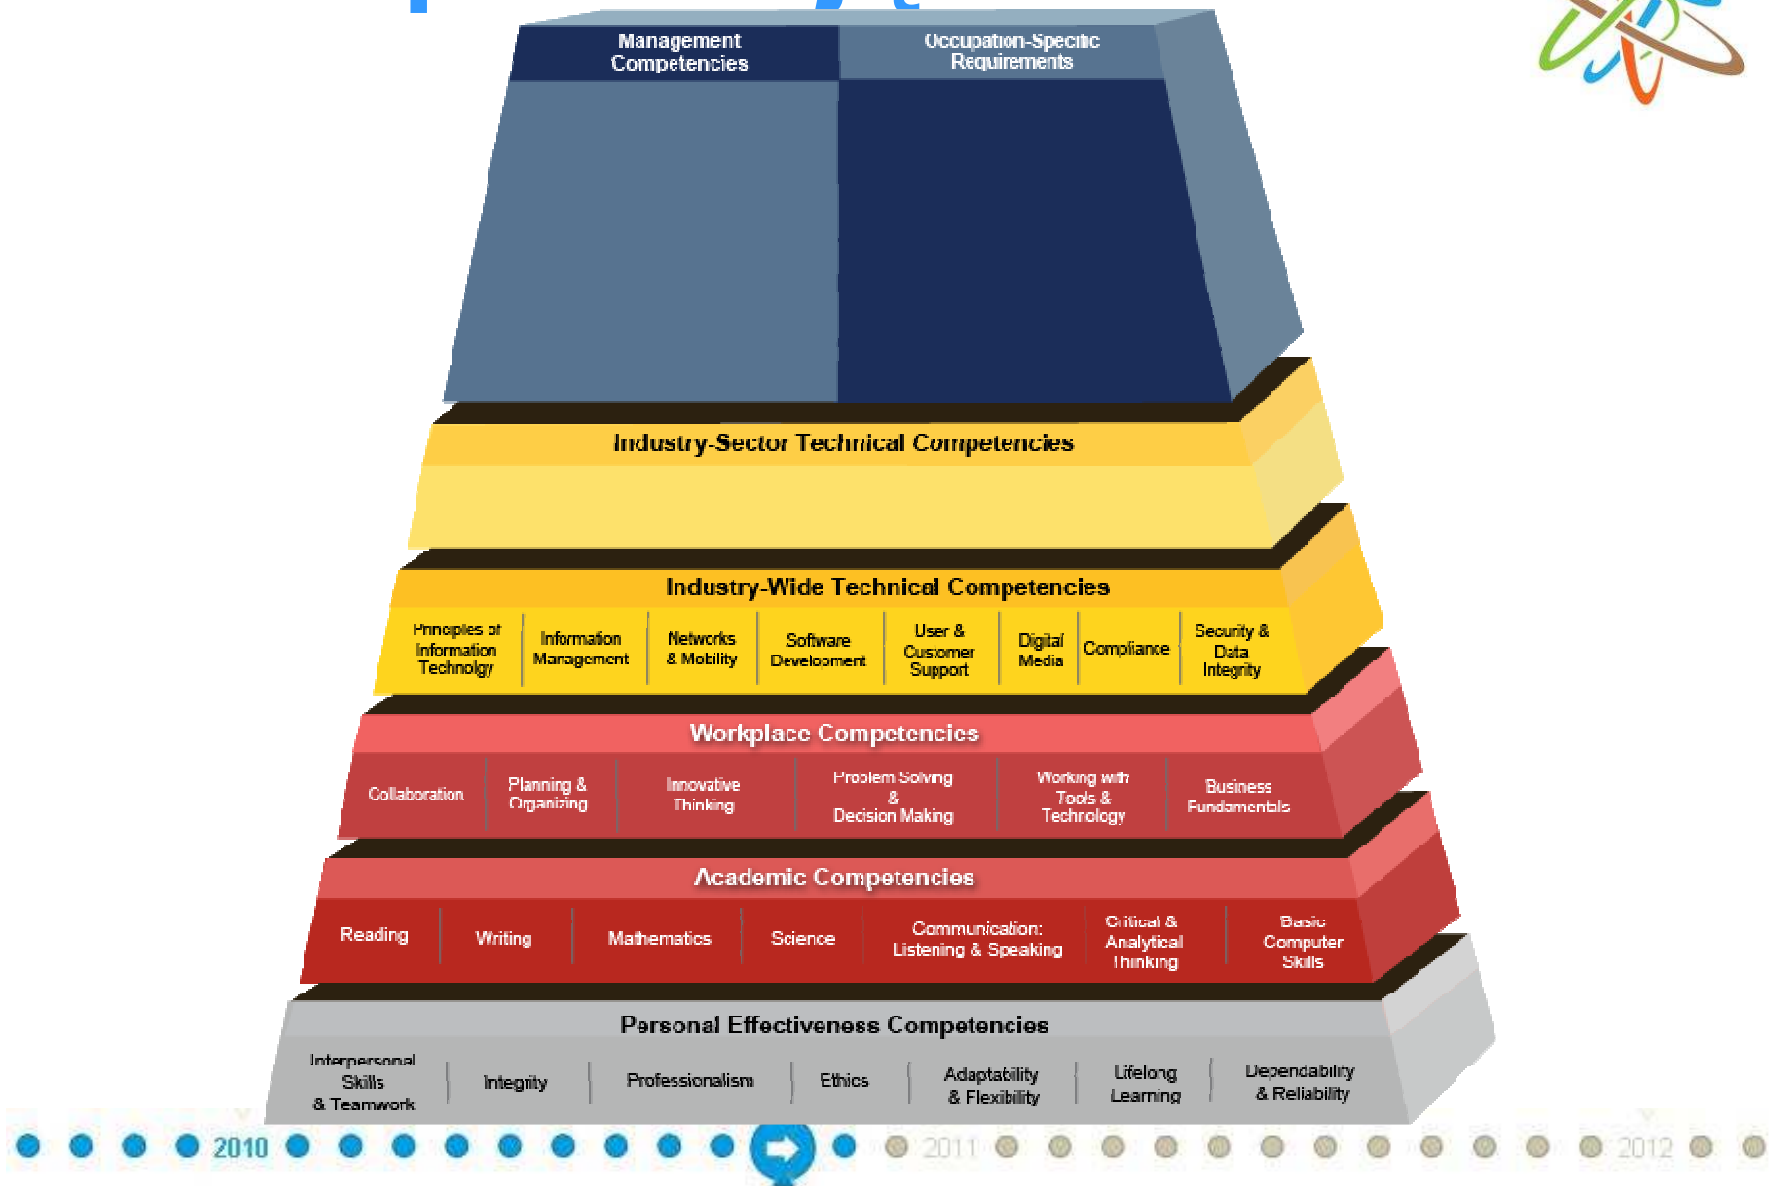 Management
Competencies
Occupation-Specific
Requirements
Industry-Sector Technical Competencies
Industry-Wide Technical Competencies
Principles of
Information
Technolgy
Information
Management
Networks
& Mobility
Software
Development
User &
Customer
Support
Digital
Media
Compliance
Security &
Data
Integrity
Workplace Competencies
Collaboration
Planning &
Organizing
Innovative
Thinking
Problem Solving
&
Decision Making
Working with
Tools &
Technology
Business
Fundamentals
Academic Competencies
Reading
Writing
Mathematics
Science
Communication:
Listening & Speaking
Critical &
Analytical
Thinking
Basic
Computer
Skills
Personal Effectiveness Competencies
Interpersonal
Skills
& Teamwork
Integrity
Professionalism
Ethics
Adaptability
& Flexibility
Lifelong
Learning
Dependability
& Reliability
2010
2011
2012